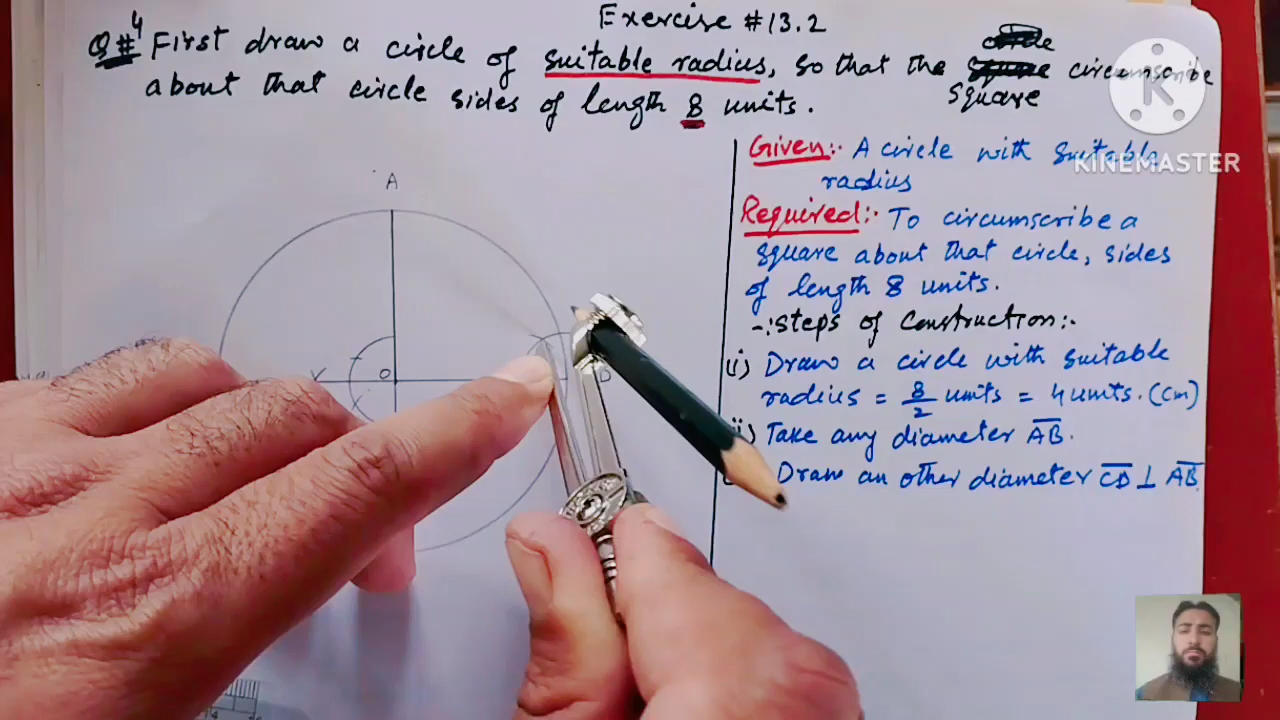 Exercise #13.2
Q#4 First draw a circle of suitable radius, so that the square circumscribe
about that circle sides of length 8 units.
KINEMASTER
Given:- A circle with suitable
radius
Required:- To circumscribe a
square about that circle, sides
of length 8 units.
-:steps of construction:-
(i) Draw a circle with suitable
radius = 8/2 units = 4 units. (cm)
ii) Take any diameter AB.
Draw an other diameter CD ⊥ AB
A
O
D